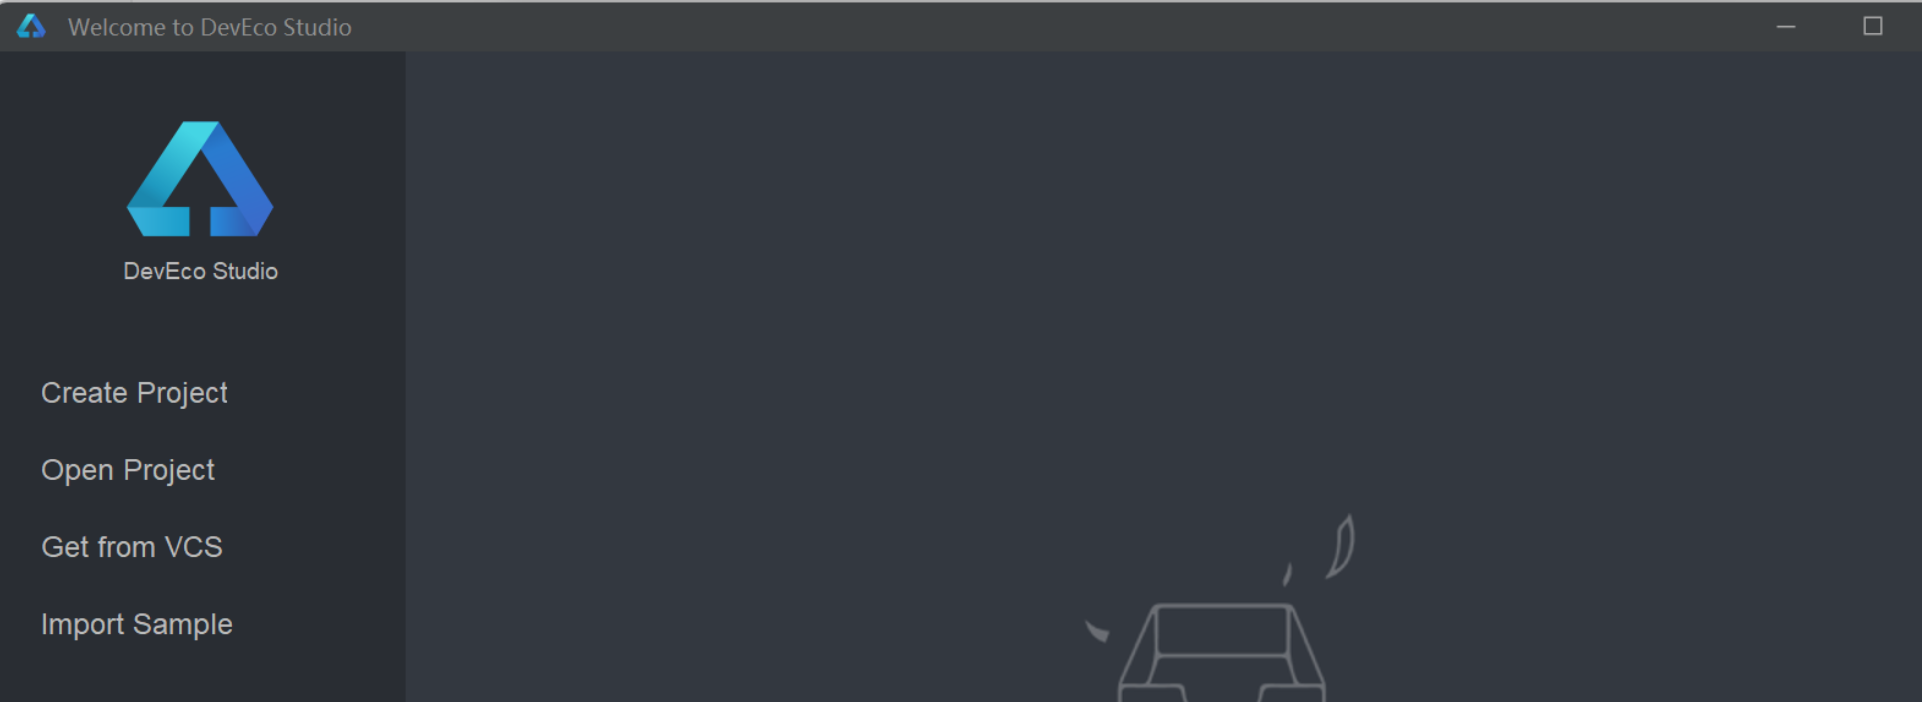 Welcome to DevEco Studio
DevEco Studio
Create Project
Open Project
Get from VCS
Import Sample